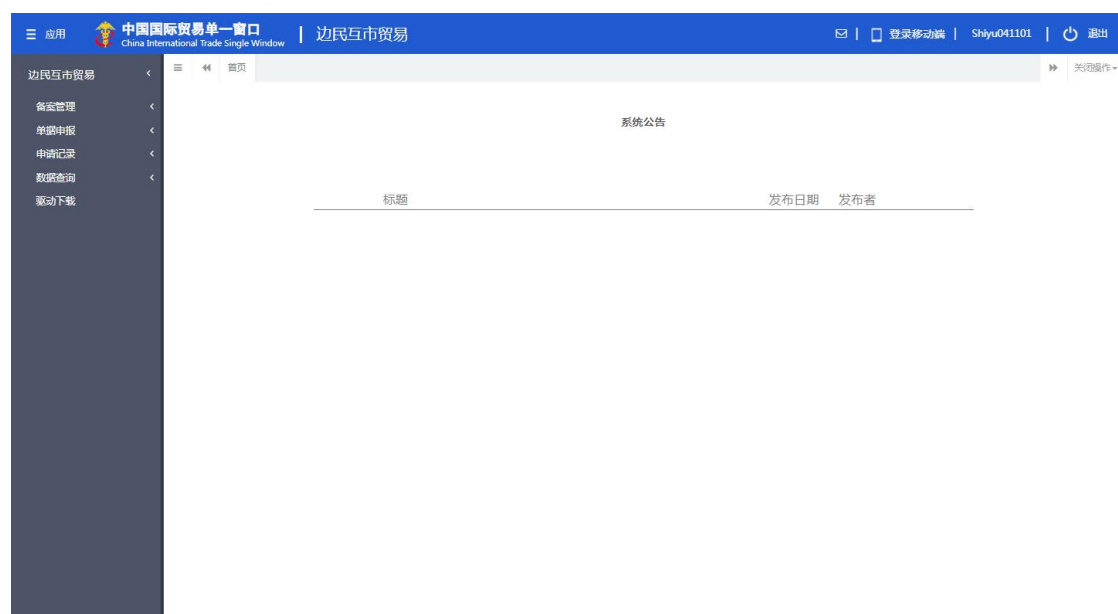 应用
中国国际贸易单一窗口
China International Trade Single Window
边民互市贸易
登录移动端
Shiyu041101
退出
边民互市贸易
首页
关闭操作
备案管理
单据申报
申请记录
数据查询
驱动下载
系统公告
标题 发布日期 发布者